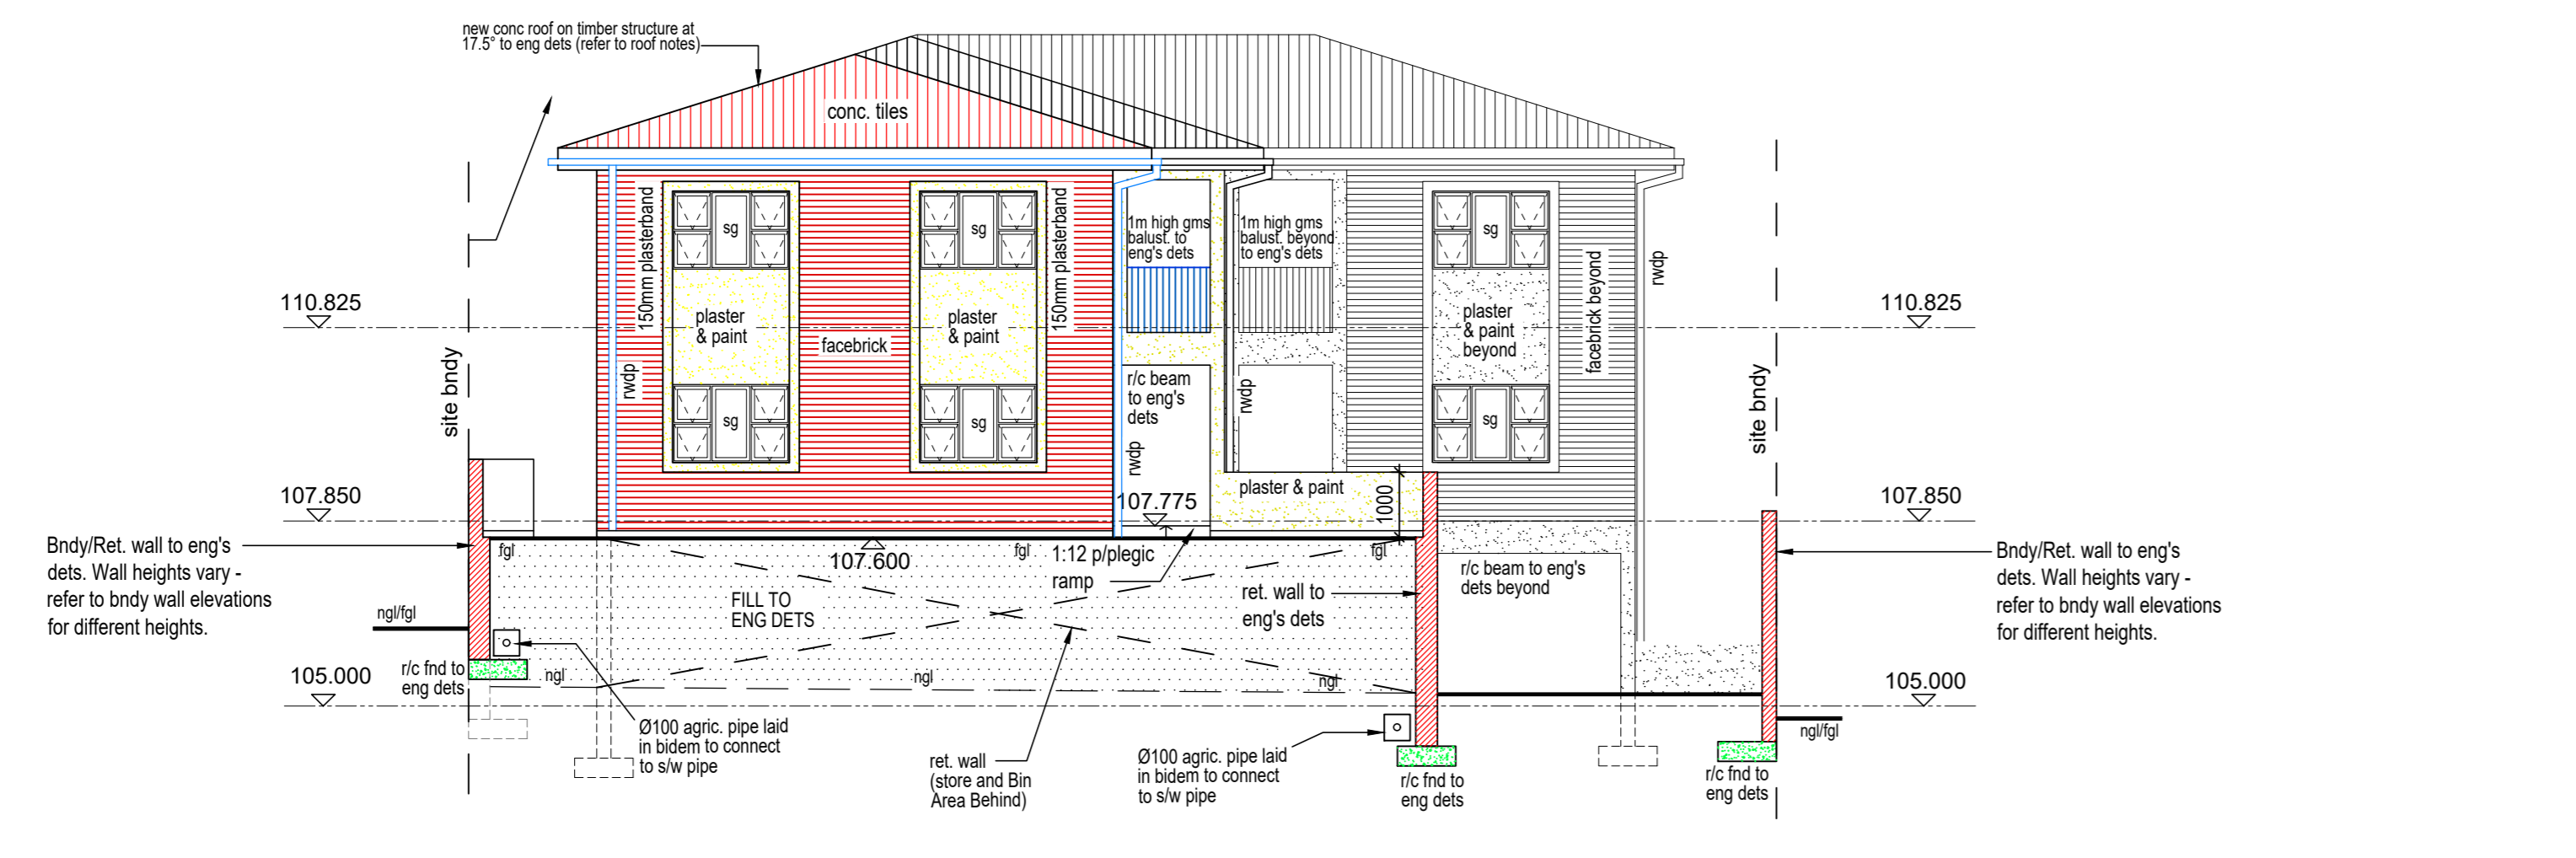 new conc roof on timber structure at
17.5° to eng dets (refer to roof notes)
conc. tiles
150mm plasterband
sg
sg
150mm plasterband
1m high gms
balust. to
eng's dets
1m high gms
balust. beyond
to eng's dets
sg
facebrick beyond
rwdp
110.825
110.825
plaster
& paint
facebrick
plaster
& paint
plaster
& paint
beyond
site bndy
rwdp
r/c beam
to eng's
dets
rwdp
site bndy
sg
sg
sg
rwdp
107.850
107.775
plaster & paint
1000
107.850
Bndy/Ret. wall to eng's
dets. Wall heights vary -
refer to bndy wall elevations
for different heights.
fgl
107.600
fgl
1:12 p/plegic
ramp
fgl
r/c beam to eng's
dets beyond
Bndy/Ret. wall to eng's
dets. Wall heights vary -
refer to bndy wall elevations
for different heights.
ngl/fgl
FILL TO
ENG DETS
ret. wall to
eng's dets
105.000
r/c fnd to
eng dets
ngl
ngl
ngl
105.000
Ø100 agric. pipe laid
in bidem to connect
to s/w pipe
ret. wall
(store and Bin
Area Behind)
Ø100 agric. pipe laid
in bidem to connect
to s/w pipe
r/c fnd to
eng dets
r/c fnd to
eng dets
ngl/fgl